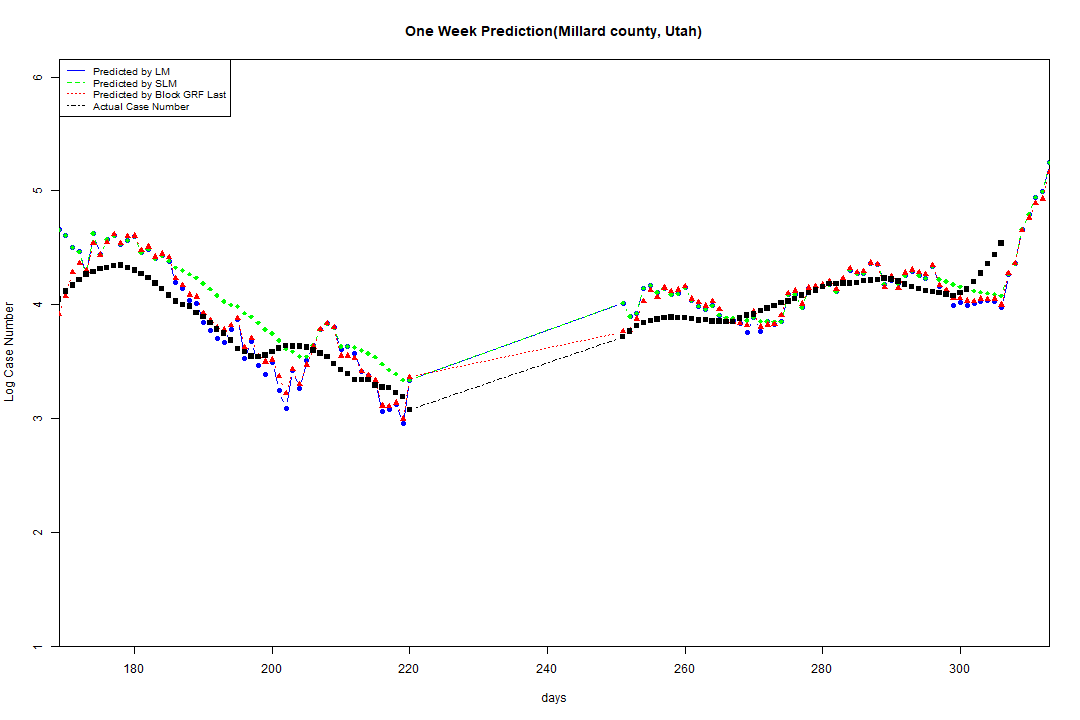 One Week Prediction(Millard county, Utah)
Predicted by LM
Predicted by SLM
Predicted by Block GRF Last
Actual Case Number
6
5
4
3
2
1
Log Case Number
180 200 220 240 260 280 300
days